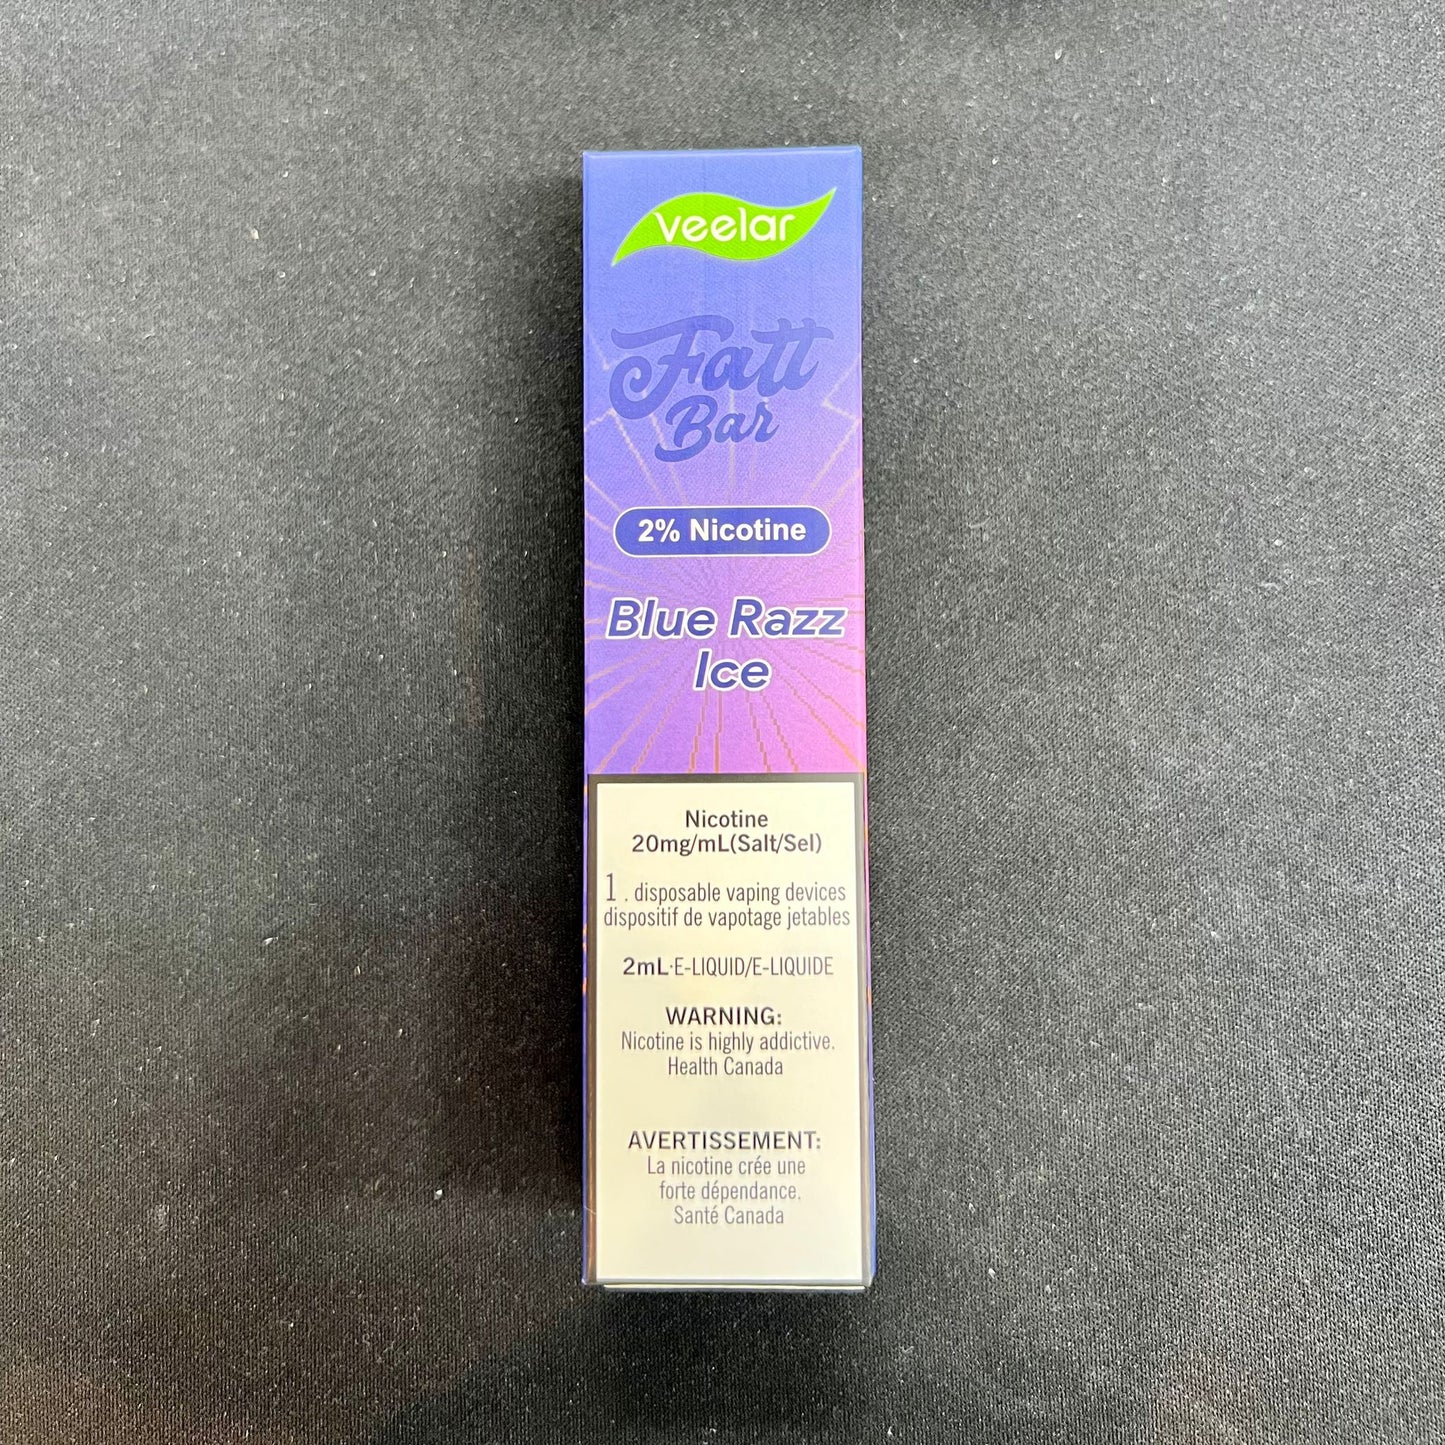 veelar
Fatt
Bar
2% Nicotine
Blue Razz
Ice
Nicotine
20mg/mL(Salt/Sel)
1. disposable vaping devices
dispositif de vapotage jetables
2mL·E-LIQUID/E-LIQUIDE
WARNING:
Nicotine is highly addictive.
Health Canada
AVERTISSEMENT:
La nicotine crée une
forte dépendance.
Santé Canada